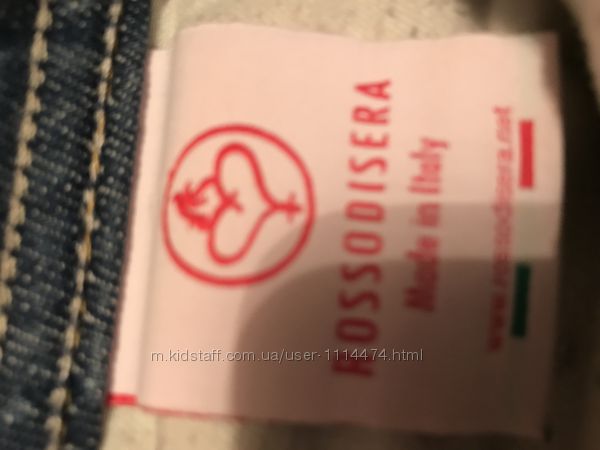 ROSSODISERA
Made in Italy
www.rossodisera.net
m.kidstaff.com.ua/user-1114474.html